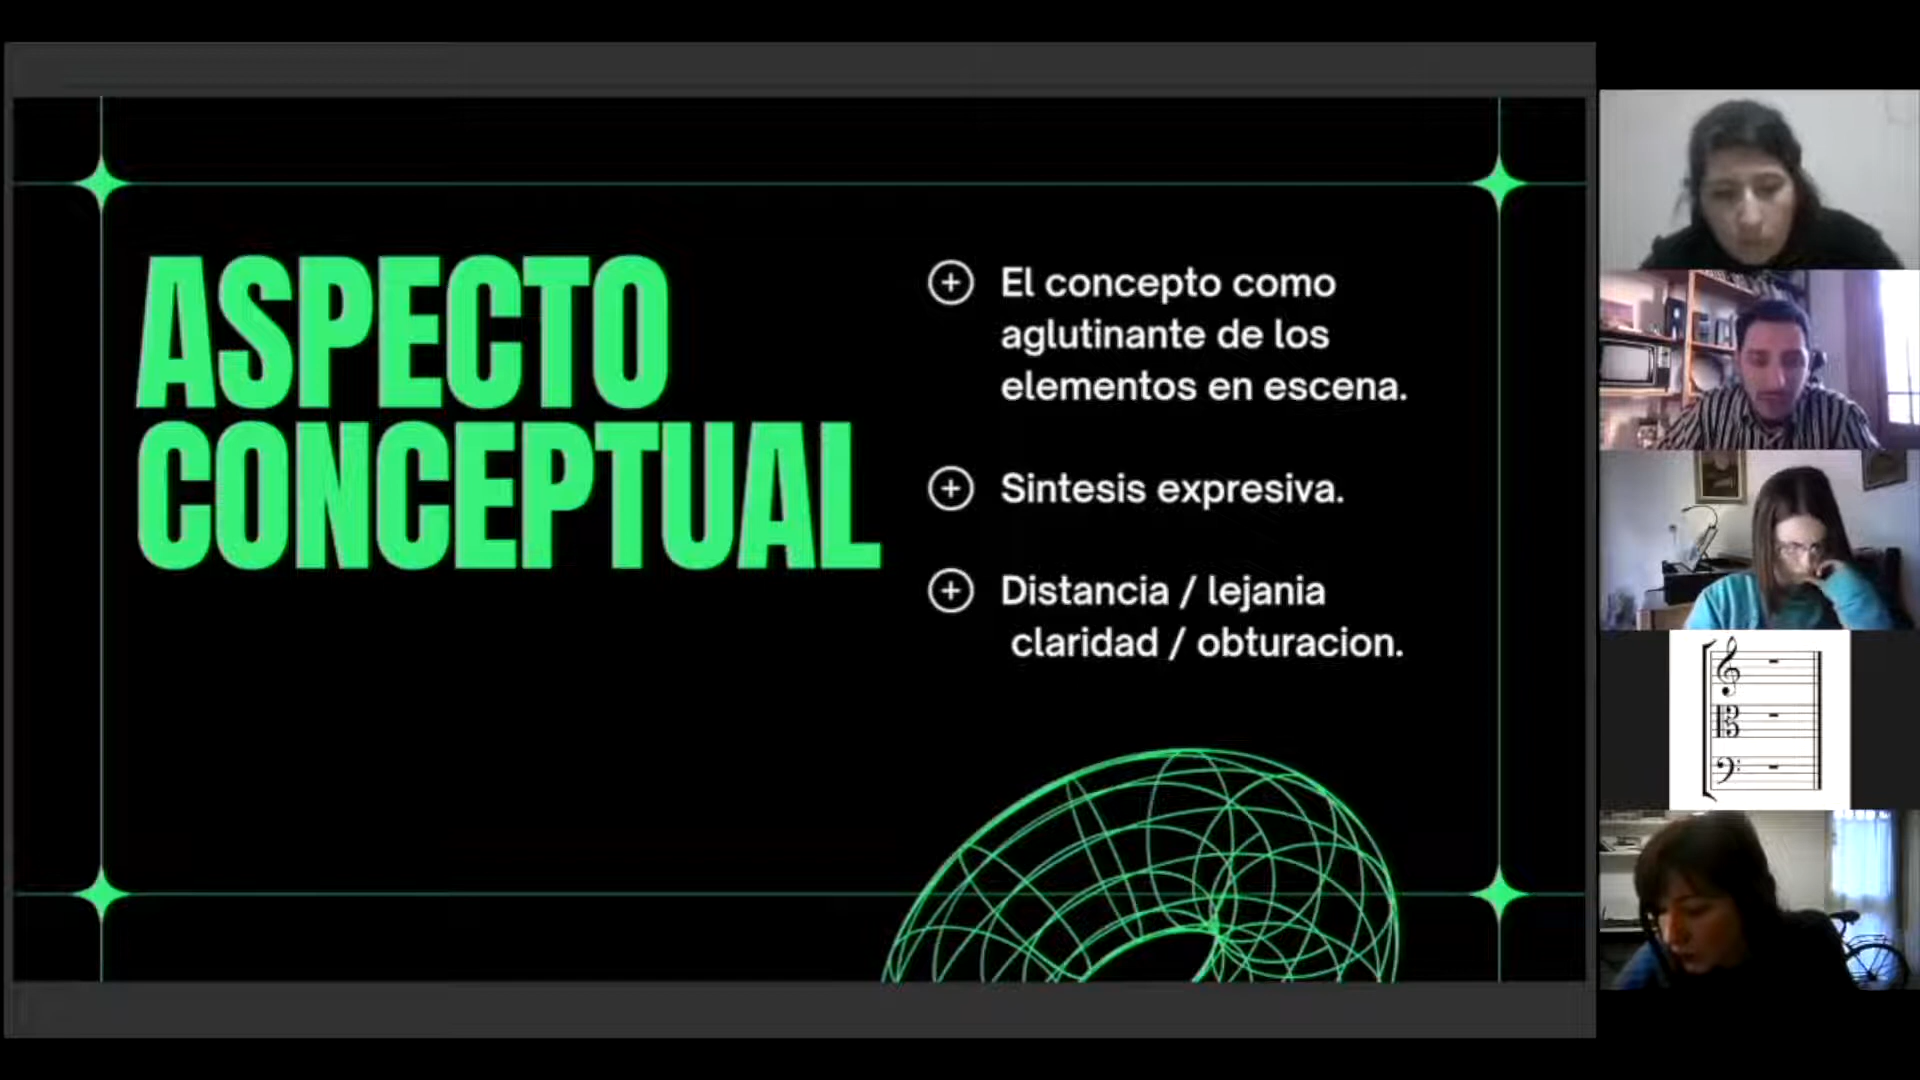 ASPECTO
CONCEPTUAL
El concepto como
aglutinante de los
elementos en escena.
Sintesis expresiva.
Distancia / lejania
claridad / obturacion.